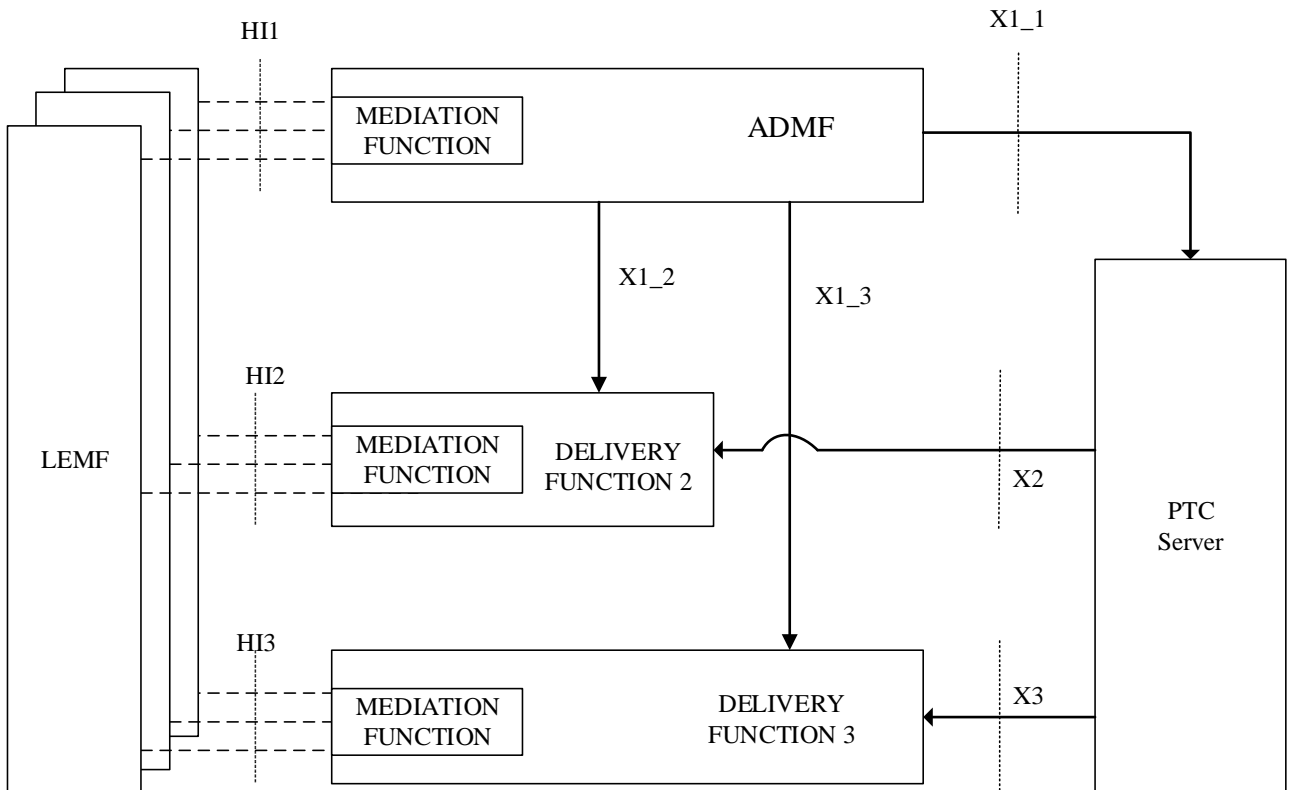 X1_1
HI1
MEDIATION
FUNCTION
ADMF
X1_2
X1_3
HI2
MEDIATION
FUNCTION
DELIVERY
FUNCTION 2
LEMF
X2
PTC
Server
HI3
MEDIATION
FUNCTION
DELIVERY
FUNCTION 3
X3